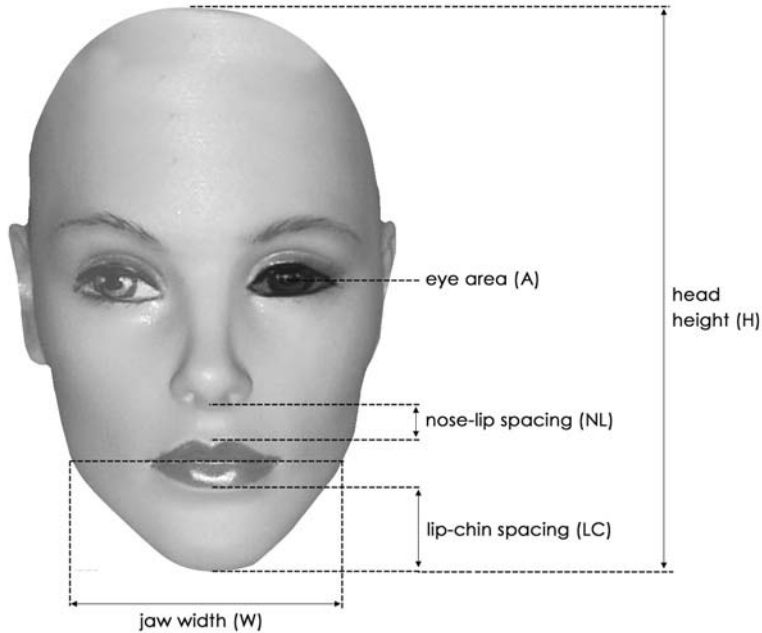 eye area (A)
head
height (H)
nose-lip spacing (NL)
lip-chin spacing (LC)
jaw width (W)